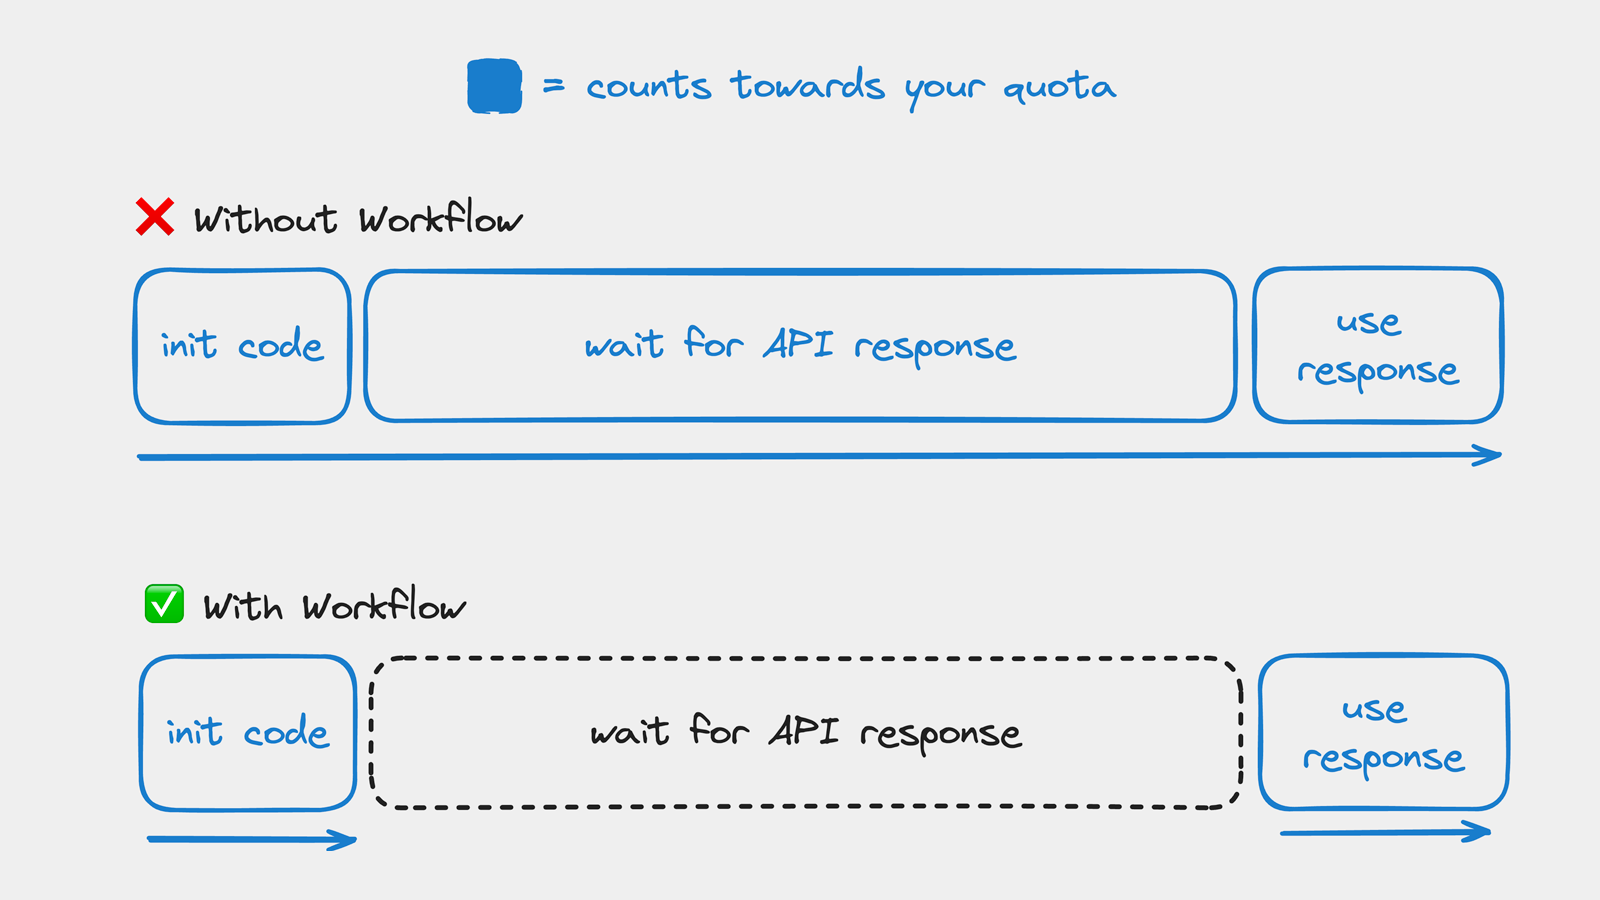 = counts towards your quota
❌ Without Workflow
init code
wait for API response
use
response
✅ With Workflow
init code
wait for API response
use
response